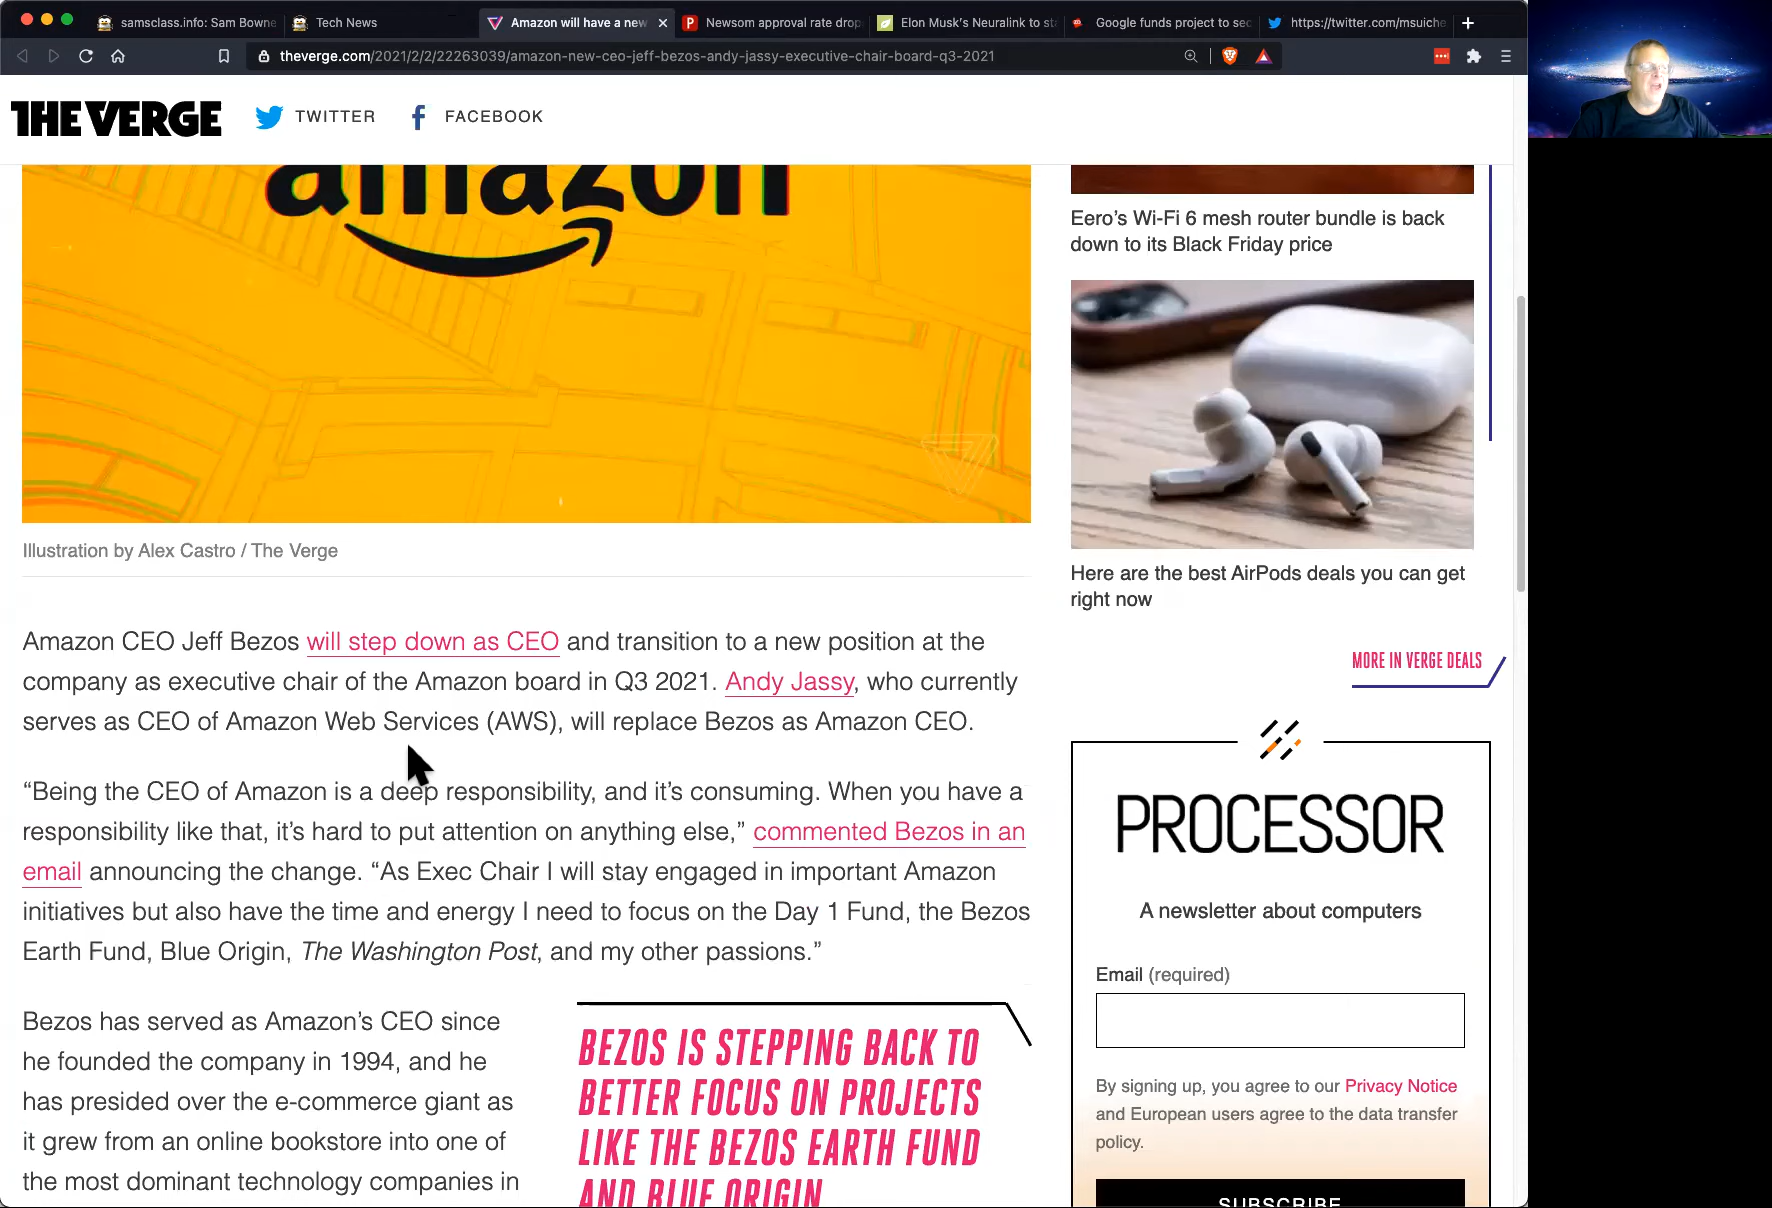 samsclass.info: Sam Bowne
Tech News
Amazon will have a new
Newsom approval rate drop
Elon Musk's Neuralink to sta
Google funds project to sec
https://twitter.com/msuiche
theverge.com/2021/2/2/22263039/amazon-new-ceo-jeff-bezos-andy-jassy-executive-chair-board-q3-2021
THE VERGE
TWITTER
FACEBOOK
amazon
Illustration by Alex Castro / The Verge
Amazon CEO Jeff Bezos will step down as CEO and transition to a new position at the
company as executive chair of the Amazon board in Q3 2021. Andy Jassy, who currently
serves as CEO of Amazon Web Services (AWS), will replace Bezos as Amazon CEO.
“Being the CEO of Amazon is a deep responsibility, and it’s consuming. When you have a
responsibility like that, it’s hard to put attention on anything else,” commented Bezos in an
email announcing the change. “As Exec Chair I will stay engaged in important Amazon
initiatives but also have the time and energy I need to focus on the Day 1 Fund, the Bezos
Earth Fund, Blue Origin, The Washington Post, and my other passions.”
Bezos has served as Amazon’s CEO since
he founded the company in 1994, and he
has presided over the e-commerce giant as
it grew from an online bookstore into one of
the most dominant technology companies in
BEZOS IS STEPPING BACK TO
BETTER FOCUS ON PROJECTS
LIKE THE BEZOS EARTH FUND
AND BLUE ORIGIN
Eero’s Wi-Fi 6 mesh router bundle is back
down to its Black Friday price
Here are the best AirPods deals you can get
right now
MORE IN VERGE DEALS
PROCESSOR
A newsletter about computers
Email (required)
By signing up, you agree to our Privacy Notice
and European users agree to the data transfer
policy.
SUBSCRIBE